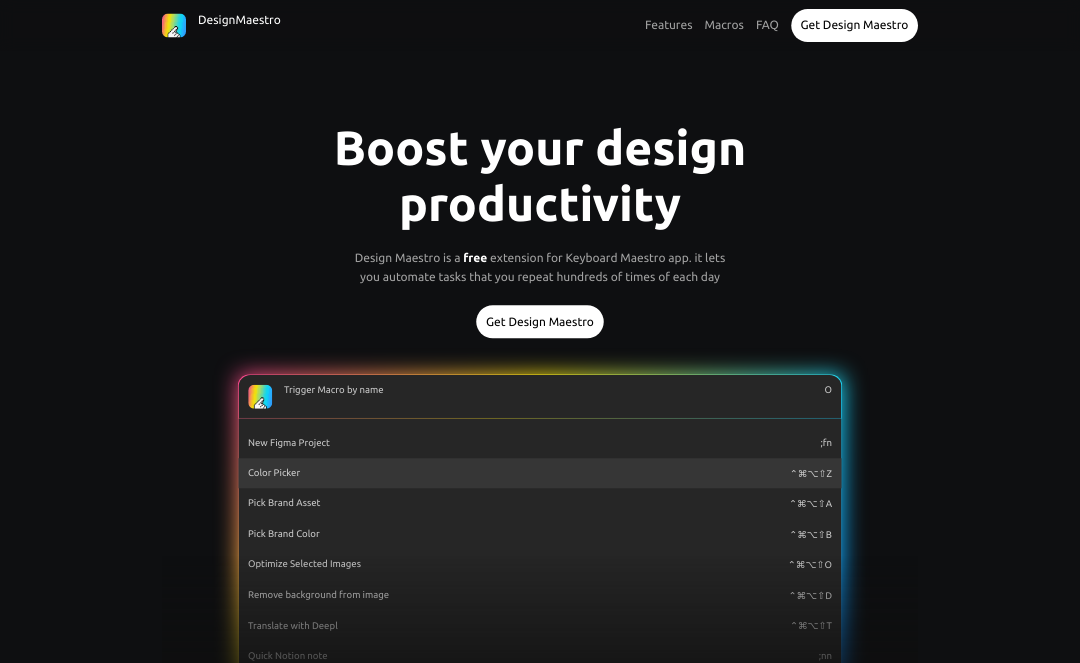 DesignMaestro
Features
Macros
FAQ
Get Design Maestro
Boost your design
productivity
Design Maestro is a free extension for Keyboard Maestro app. it lets
you automate tasks that you repeat hundreds of times of each day
Get Design Maestro
Trigger Macro by name O
New Figma Project ;fn
Color Picker ⌃⌘⌥⇧Z
Pick Brand Asset ⌃⌘⌥⇧A
Pick Brand Color ⌃⌘⌥⇧B
Optimize Selected Images ⌃⌘⌥⇧O
Remove background from image ⌃⌘⌥⇧D
Translate with Deepl ⌃⌘⌥⇧T
Quick Notion note ;nn